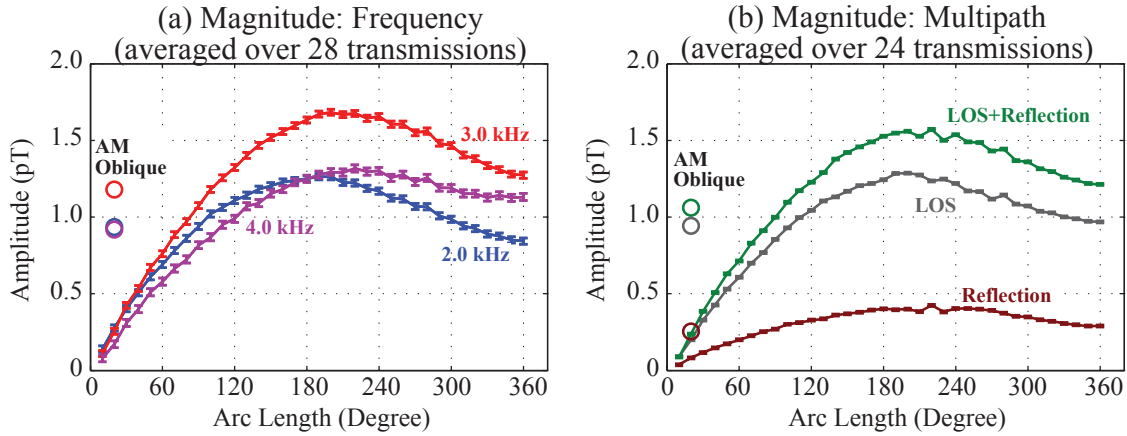 (a) Magnitude: Frequency
(averaged over 28 transmissions)
2.0
1.5
1.0
0.5
0
Amplitude (pT)
AM
Oblique
3.0 kHz
4.0 kHz
2.0 kHz
0 60 120 180 240 300 360
Arc Length (Degree)
(b) Magnitude: Multipath
(averaged over 24 transmissions)
2.0
1.5
1.0
0.5
0
Amplitude (pT)
AM
Oblique
LOS+Reflection
LOS
Reflection
0 60 120 180 240 300 360
Arc Length (Degree)